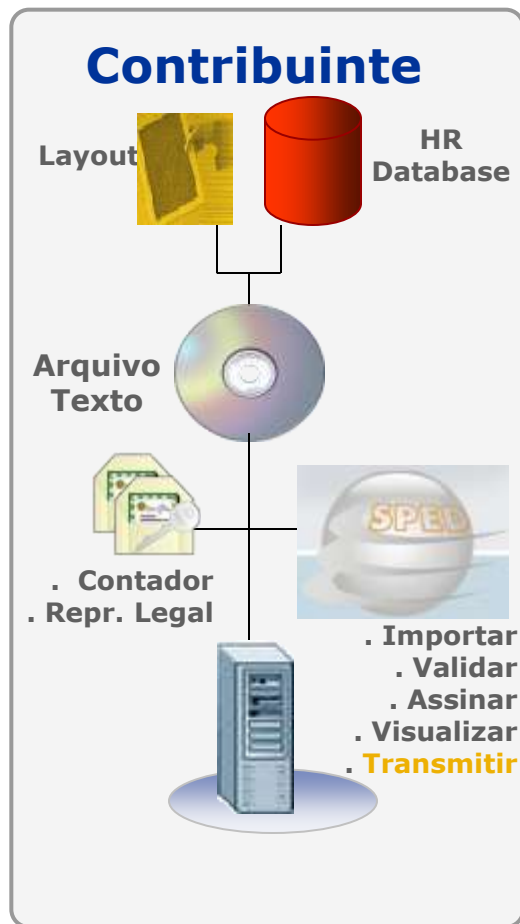 Contribuinte
Layout
HR
Database
Arquivo
Texto
SPED
. Contador
. Repr. Legal
. Importar
. Validar
. Assinar
. Visualizar
. Transmitir